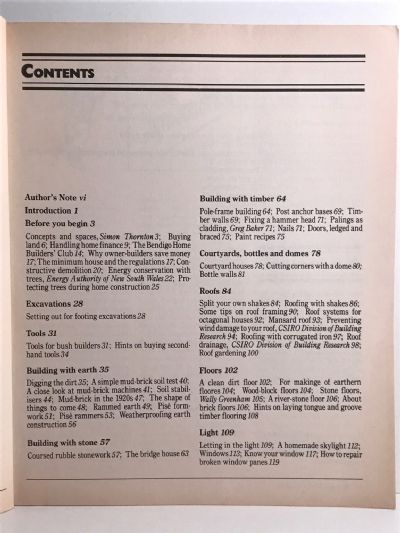 CONTENTS
Author's Note vi
Introduction 1
Before you begin 3
Concepts and spaces, Simon Thornton 3; Buying
land 6; Handling home finance 9; The Bendigo Home
Builders' Club 14; Why owner-builders save money
17; The minimum house and the regulations 17; Con-
structive demolition 20; Energy conservation with
trees, Energy Authority of New South Wales 22; Pro-
tecting trees during home construction 25
Excavations 28
Setting out for footing excavations 28
Tools 31
Tools for bush builders 31; Hints on buying second-
hand tools 34
Building with earth 35
Digging the dirt 35; A simple mud-brick soil test 40;
A close look at mud-brick machines 41; Soil stabil-
isers 44; Mud-brick in the 1920s 47; The shape of
things to come 48; Rammed earth 49; Pisé form-
work 51; Pisé rammers 53; Weatherproofing earth
construction 56
Building with stone 57
Coursed rubble stonework 57; The bridge house 63
Building with timber 64
Pole-frame building 64; Post anchor bases 69; Tim-
ber walls 69; Fixing a hammer head 71; Palings as
cladding, Greg Baker 71; Nails 71; Doors, ledged and
braced 75; Paint recipes 75
Courtyards, bottles and domes 78
Courtyard houses 78; Cutting corners with a dome 80;
Bottle walls 81
Roofs 84
Split your own shakes 84; Roofing with shakes 86;
Some tips on roof framing 90; Roof systems for
octagonal houses 92; Mansard roof 93; Preventing
wind damage to your roof, CSIRO Division of Building
Research 94; Roofing with corrugated iron 97; Roof
drainage, CSIRO Division of Building Research 98;
Roof gardening 100
Floors 102
A clean dirt floor 102; For makinge of earthern
floores 104; Wood-block floors 104; Stone floors,
Wally Greenham 105; A river-stone floor 106; About
brick floors 106; Hints on laying tongue and groove
timber flooring 108
Light 109
Letting in the light 109; A homemade skylight 112;
Windows 113; Know your window 117; How to repair
broken window panes 119